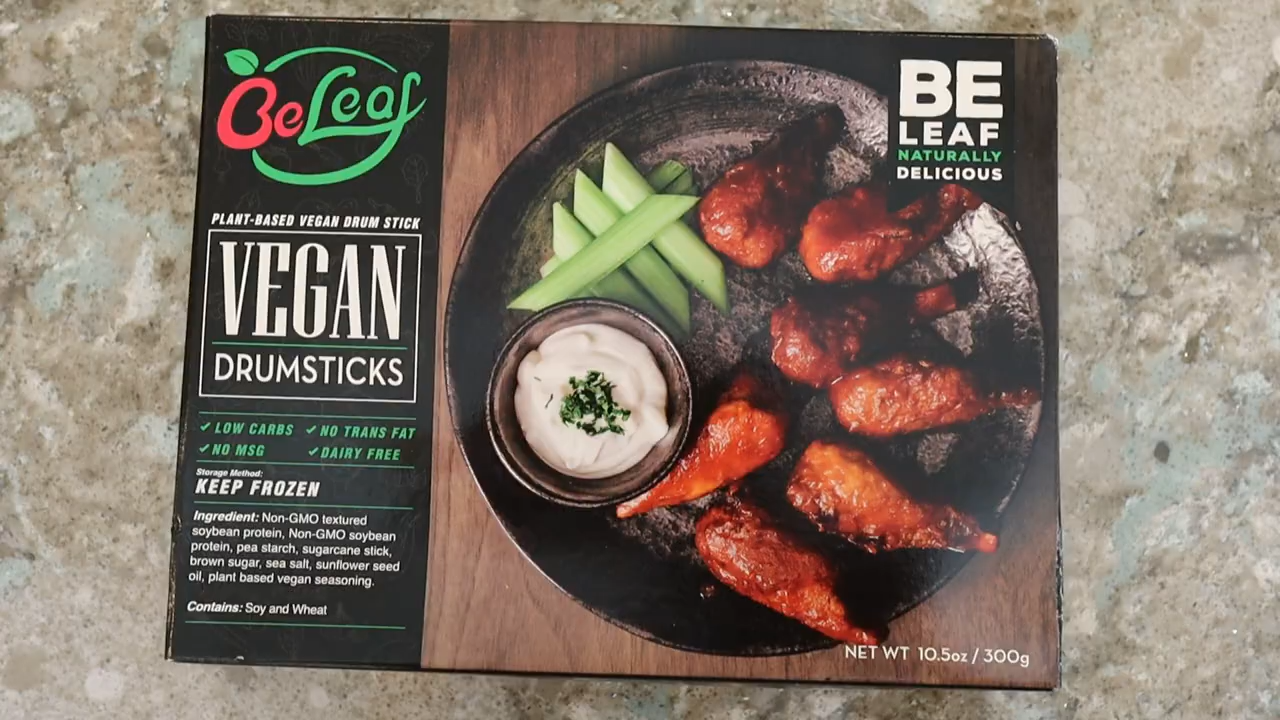 BeLeaf
PLANT-BASED VEGAN DRUM STICK
VEGAN
DRUMSTICKS
✓ LOW CARBS ✓ NO TRANS FAT
✓ NO MSG ✓ DAIRY FREE
Storage Method:
KEEP FROZEN
Ingredient: Non-GMO textured
soybean protein, Non-GMO soybean
protein, pea starch, sugarcane stick,
brown sugar, sea salt, sunflower seed
oil, plant based vegan seasoning.
Contains: Soy and Wheat
BE
LEAF
NATURALLY
DELICIOUS
NET WT 10.5oz / 300g